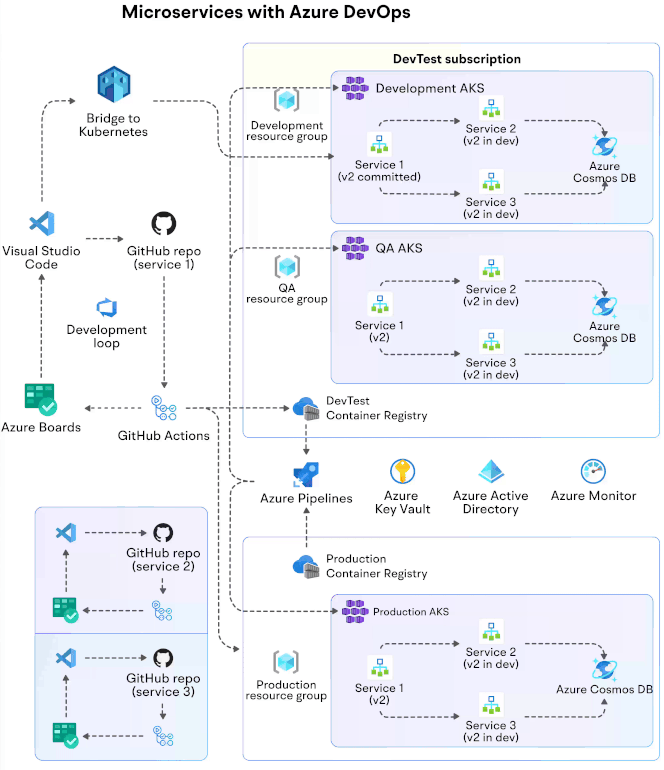 Microservices with Azure DevOps
DevTest subscription
Bridge to
Kubernetes
Development
resource group
Development AKS
Service 1
(v2 committed)
Service 2
(v2 in dev)
Service 3
(v2 in dev)
Azure
Cosmos DB
Visual Studio
Code
GitHub repo
(service 1)
Development
loop
QA
resource group
QA AKS
Service 1
(v2)
Service 2
(v2 in dev)
Service 3
(v2 in dev)
Azure
Cosmos DB
Azure Boards
GitHub Actions
DevTest
Container Registry
Azure Pipelines
Azure
Key Vault
Azure Active
Directory
Azure Monitor
GitHub repo
(service 2)
GitHub repo
(service 3)
Production
Container Registry
Production
resource group
Production AKS
Service 1
(v2)
Service 2
(v2 in dev)
Service 3
(v2 in dev)
Azure Cosmos DB